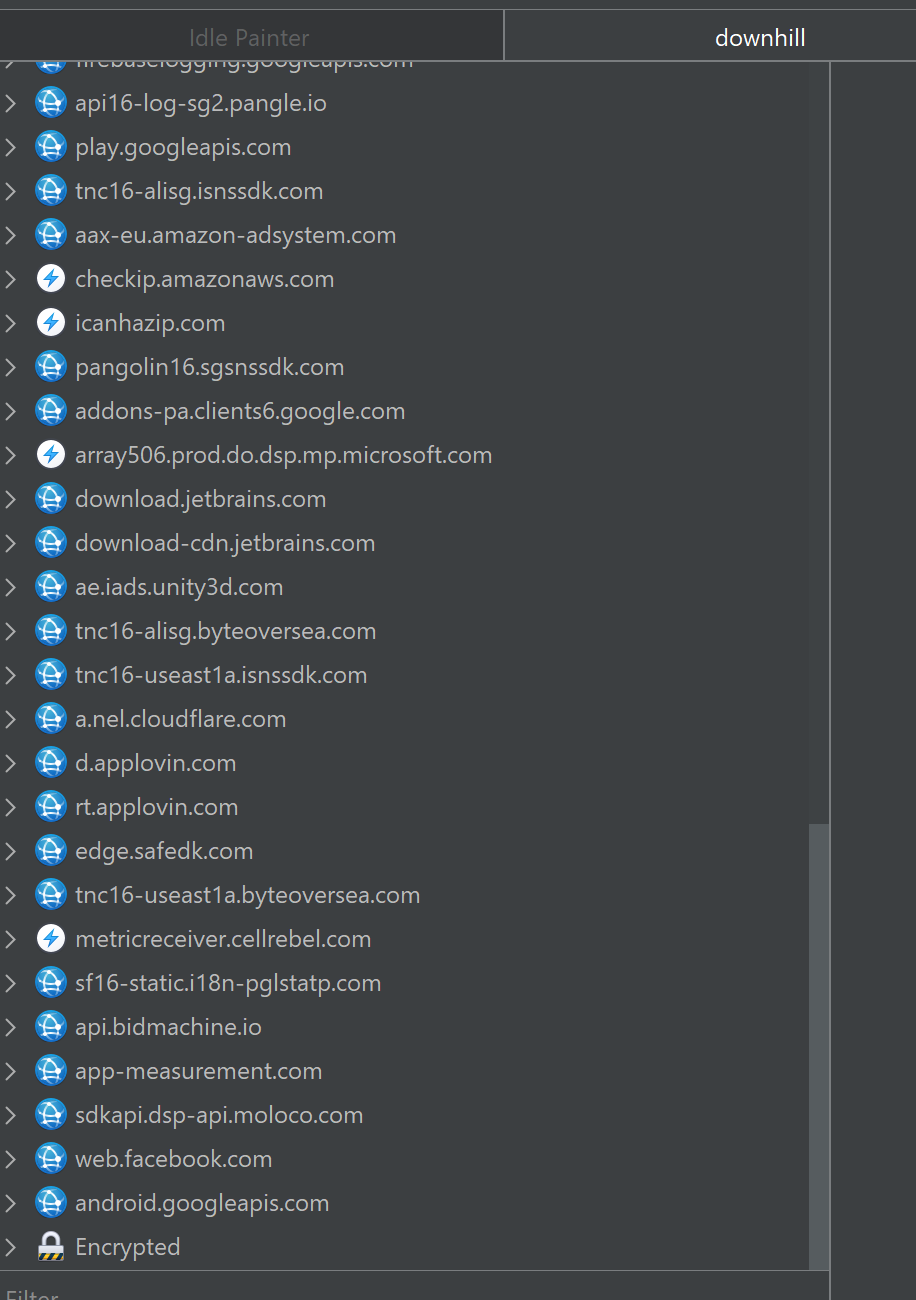 Idle Painter
downhill
firebaselogging.googleapis.com
api16-log-sg2.pangle.io
play.googleapis.com
tnc16-alisg.isnssdk.com
aax-eu.amazon-adsystem.com
checkip.amazonaws.com
icanhazip.com
pangolin16.sgsnssdk.com
addons-pa.clients6.google.com
array506.prod.do.dsp.mp.microsoft.com
download.jetbrains.com
download-cdn.jetbrains.com
ae.iads.unity3d.com
tnc16-alisg.byteoversea.com
tnc16-useast1a.isnssdk.com
a.nel.cloudflare.com
d.applovin.com
rt.applovin.com
edge.safedk.com
tnc16-useast1a.byteoversea.com
metricreceiver.cellrebel.com
sf16-static.i18n-pglstatp.com
api.bidmachine.io
app-measurement.com
sdkapi.dsp-api.moloco.com
web.facebook.com
android.googleapis.com
Encrypted
Filter